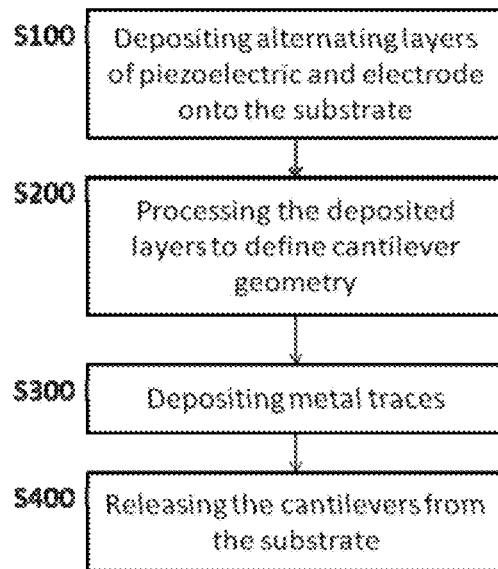 S100
Depositing alternating layers
of piezoelectric and electrode
onto the substrate
S200
Processing the deposited
layers to define cantilever
geometry
S300
Depositing metal traces
S400
Releasing the cantilevers from
the substrate